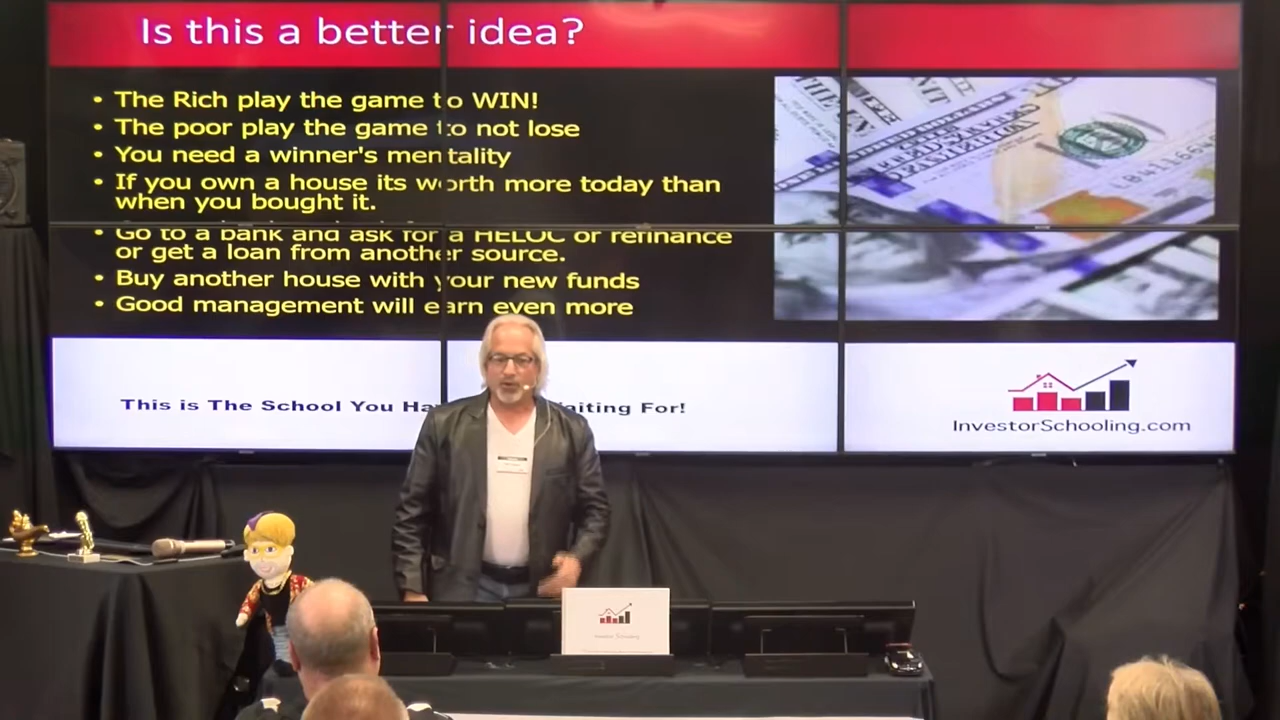 Is this a better idea?
• The Rich play the game to WIN!
• The poor play the game to not lose
• You need a winner's mentality
• If you own a house its worth more today than
when you bought it.
• Go to a bank and ask for a HELOC or refinance
or get a loan from another source.
• Buy another house with your new funds
• Good management will earn even more
This is The School You Ha
aiting For!
InvestorSchooling.com
Investor Schooling